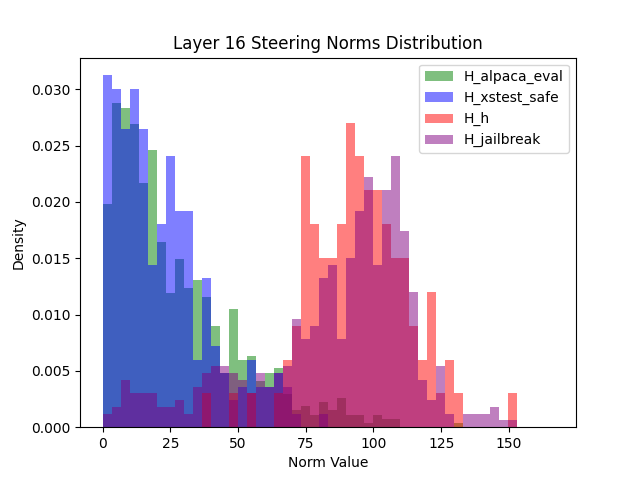 Layer 16 Steering Norms Distribution
H_alpaca_eval
H_xstest_safe
H_h
H_jailbreak
0.030
0.025
0.020
0.015
0.010
0.005
0.000
Density
0 25 50 75 100 125 150
Norm Value